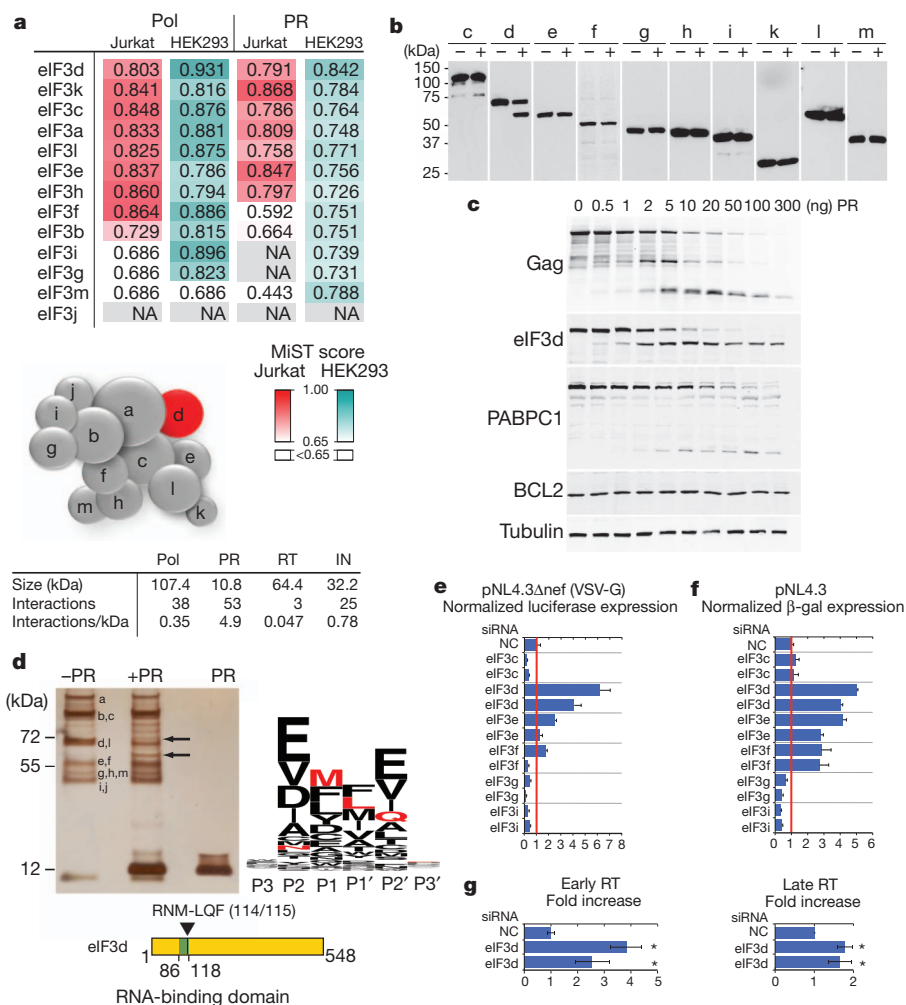 a
Pol PR
Jurkat HEK293 Jurkat HEK293
eIF3d 0.803 0.931 0.791 0.842
eIF3k 0.841 0.816 0.868 0.784
eIF3c 0.848 0.876 0.786 0.764
eIF3a 0.833 0.881 0.809 0.748
eIF3l 0.825 0.875 0.758 0.771
eIF3e 0.837 0.786 0.847 0.756
eIF3h 0.860 0.794 0.797 0.726
eIF3f 0.864 0.886 0.592 0.751
eIF3b 0.729 0.815 0.664 0.751
eIF3i 0.686 0.896 NA 0.739
eIF3g 0.686 0.823 NA 0.731
eIF3m 0.686 0.686 0.443 0.788
eIF3j NA NA NA NA
MiST score
Jurkat HEK293
1.00
0.65
<0.65
j
a
d
i
b
g
c
e
f
l
m
h
k
Pol PR RT IN
Size (kDa) 107.4 10.8 64.4 32.2
Interactions 38 53 3 25
Interactions/kDa 0.35 4.9 0.047 0.78
b
c d e f g h i k l m
(kDa) – + – + – + – + – + – + – + – + – + – +
150
100
75
50
37
25
c
0 0.5 1 2 5 10 20 50 100 300 (ng) PR
Gag
eIF3d
PABPC1
BCL2
Tubulin
d
–PR +PR PR
(kDa)
72
55
12
a
b,c
d,l
e,f
g,h,m
i,j
P3 P2 P1 P1′ P2′ P3′
RNM-LQF (114/115)
eIF3d
1 548
86 118
RNA-binding domain
e
pNL4.3Δnef (VSV-G)
Normalized luciferase expression
siRNA
NC
eIF3c
eIF3c
eIF3d
eIF3d
eIF3e
eIF3e
eIF3f
eIF3f
eIF3g
eIF3g
eIF3i
eIF3i
0 1 2 3 4 5 6 7 8
f
pNL4.3
Normalized β-gal expression
siRNA
NC
eIF3c
eIF3c
eIF3d
eIF3d
eIF3e
eIF3e
eIF3f
eIF3f
eIF3g
eIF3g
eIF3i
eIF3i
0 1 2 3 4 5 6
g
Early RT
Fold increase
siRNA
NC
eIF3d *
eIF3d *
0 1 2 3 4 5
Late RT
Fold increase
siRNA
NC
eIF3d *
eIF3d *
0 1 2